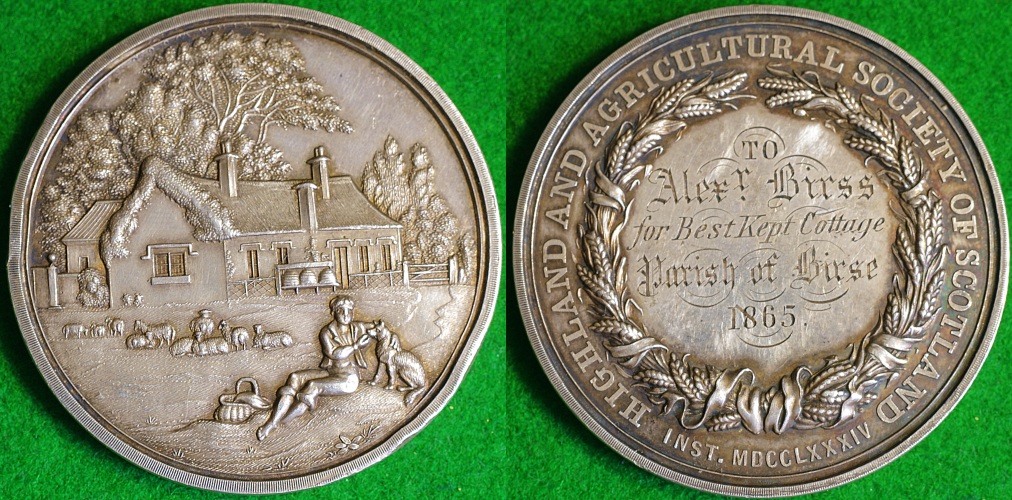 HIGHLAND AND AGRICULTURAL SOCIETY OF SCOTLAND
INST. MDCCLXXXIV
TO
Alexr Birss
for Best Kept Cottage
Parish of Birse
1865.